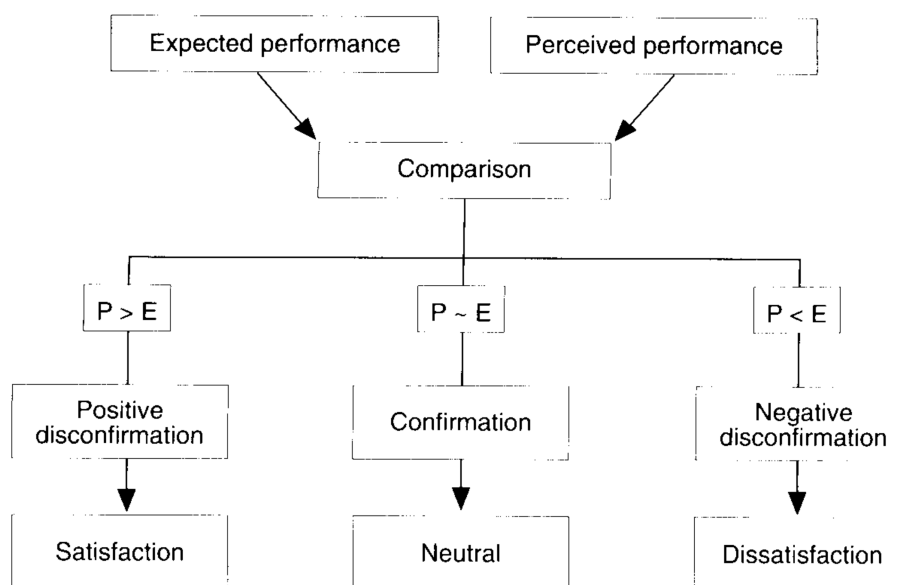 Expected performance
Perceived performance
Comparison
P > E
P ~ E
P < E
Positive
disconfirmation
Confirmation
Negative
disconfirmation
Satisfaction
Neutral
Dissatisfaction